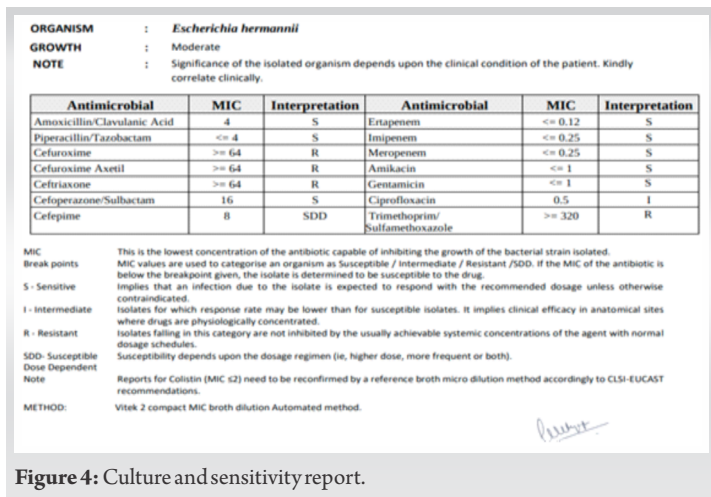 ORGANISM : Escherichia hermannii
GROWTH : Moderate
NOTE : Significance of the isolated organism depends upon the clinical condition of the patient. Kindly
correlate clinically.
Antimicrobial MIC Interpretation Antimicrobial MIC Interpretation
Amoxicillin/Clavulanic Acid 4 S Ertapenem <= 0.12 S
Piperacillin/Tazobactam <= 4 S Imipenem <= 0.25 S
Cefuroxime >= 64 R Meropenem <= 0.25 S
Cefuroxime Axetil >= 64 R Amikacin <= 1 S
Ceftriaxone >= 64 R Gentamicin <= 1 S
Cefoperazone/Sulbactam 16 S Ciprofloxacin 0.5 I
Cefepime 8 SDD Trimethoprim/ >= 320 R
Sulfamethoxazole
MIC This is the lowest concentration of the antibiotic capable of inhibiting the growth of the bacterial strain isolated.
Break points MIC values are used to categorise an organism as Susceptible / Intermediate / Resistant /SDD. If the MIC of the antibiotic is
below the breakpoint given, the isolate is determined to be susceptible to the drug.
S - Sensitive Implies that an infection due to the isolate is expected to respond with the recommended dosage unless otherwise
contraindicated.
I - Intermediate Isolates for which response rate may be lower than for susceptible isolates. It implies clinical efficacy in anatomical sites
where drugs are physiologically concentrated.
R - Resistant Isolates falling in this category are not inhibited by the usually achievable systemic concentrations of the agent with normal
dosage schedules.
SDD- Susceptible Susceptibility depends upon the dosage regimen (ie, higher dose, more frequent or both).
Dose Dependent
Note Reports for Colistin (MIC ≤2) need to be reconfirmed by a reference broth micro dilution method accordingly to CLSI-EUCAST
recommendations.
METHOD: Vitek 2 compact MIC broth dilution Automated method.
Figure 4: Culture and sensitivity report.